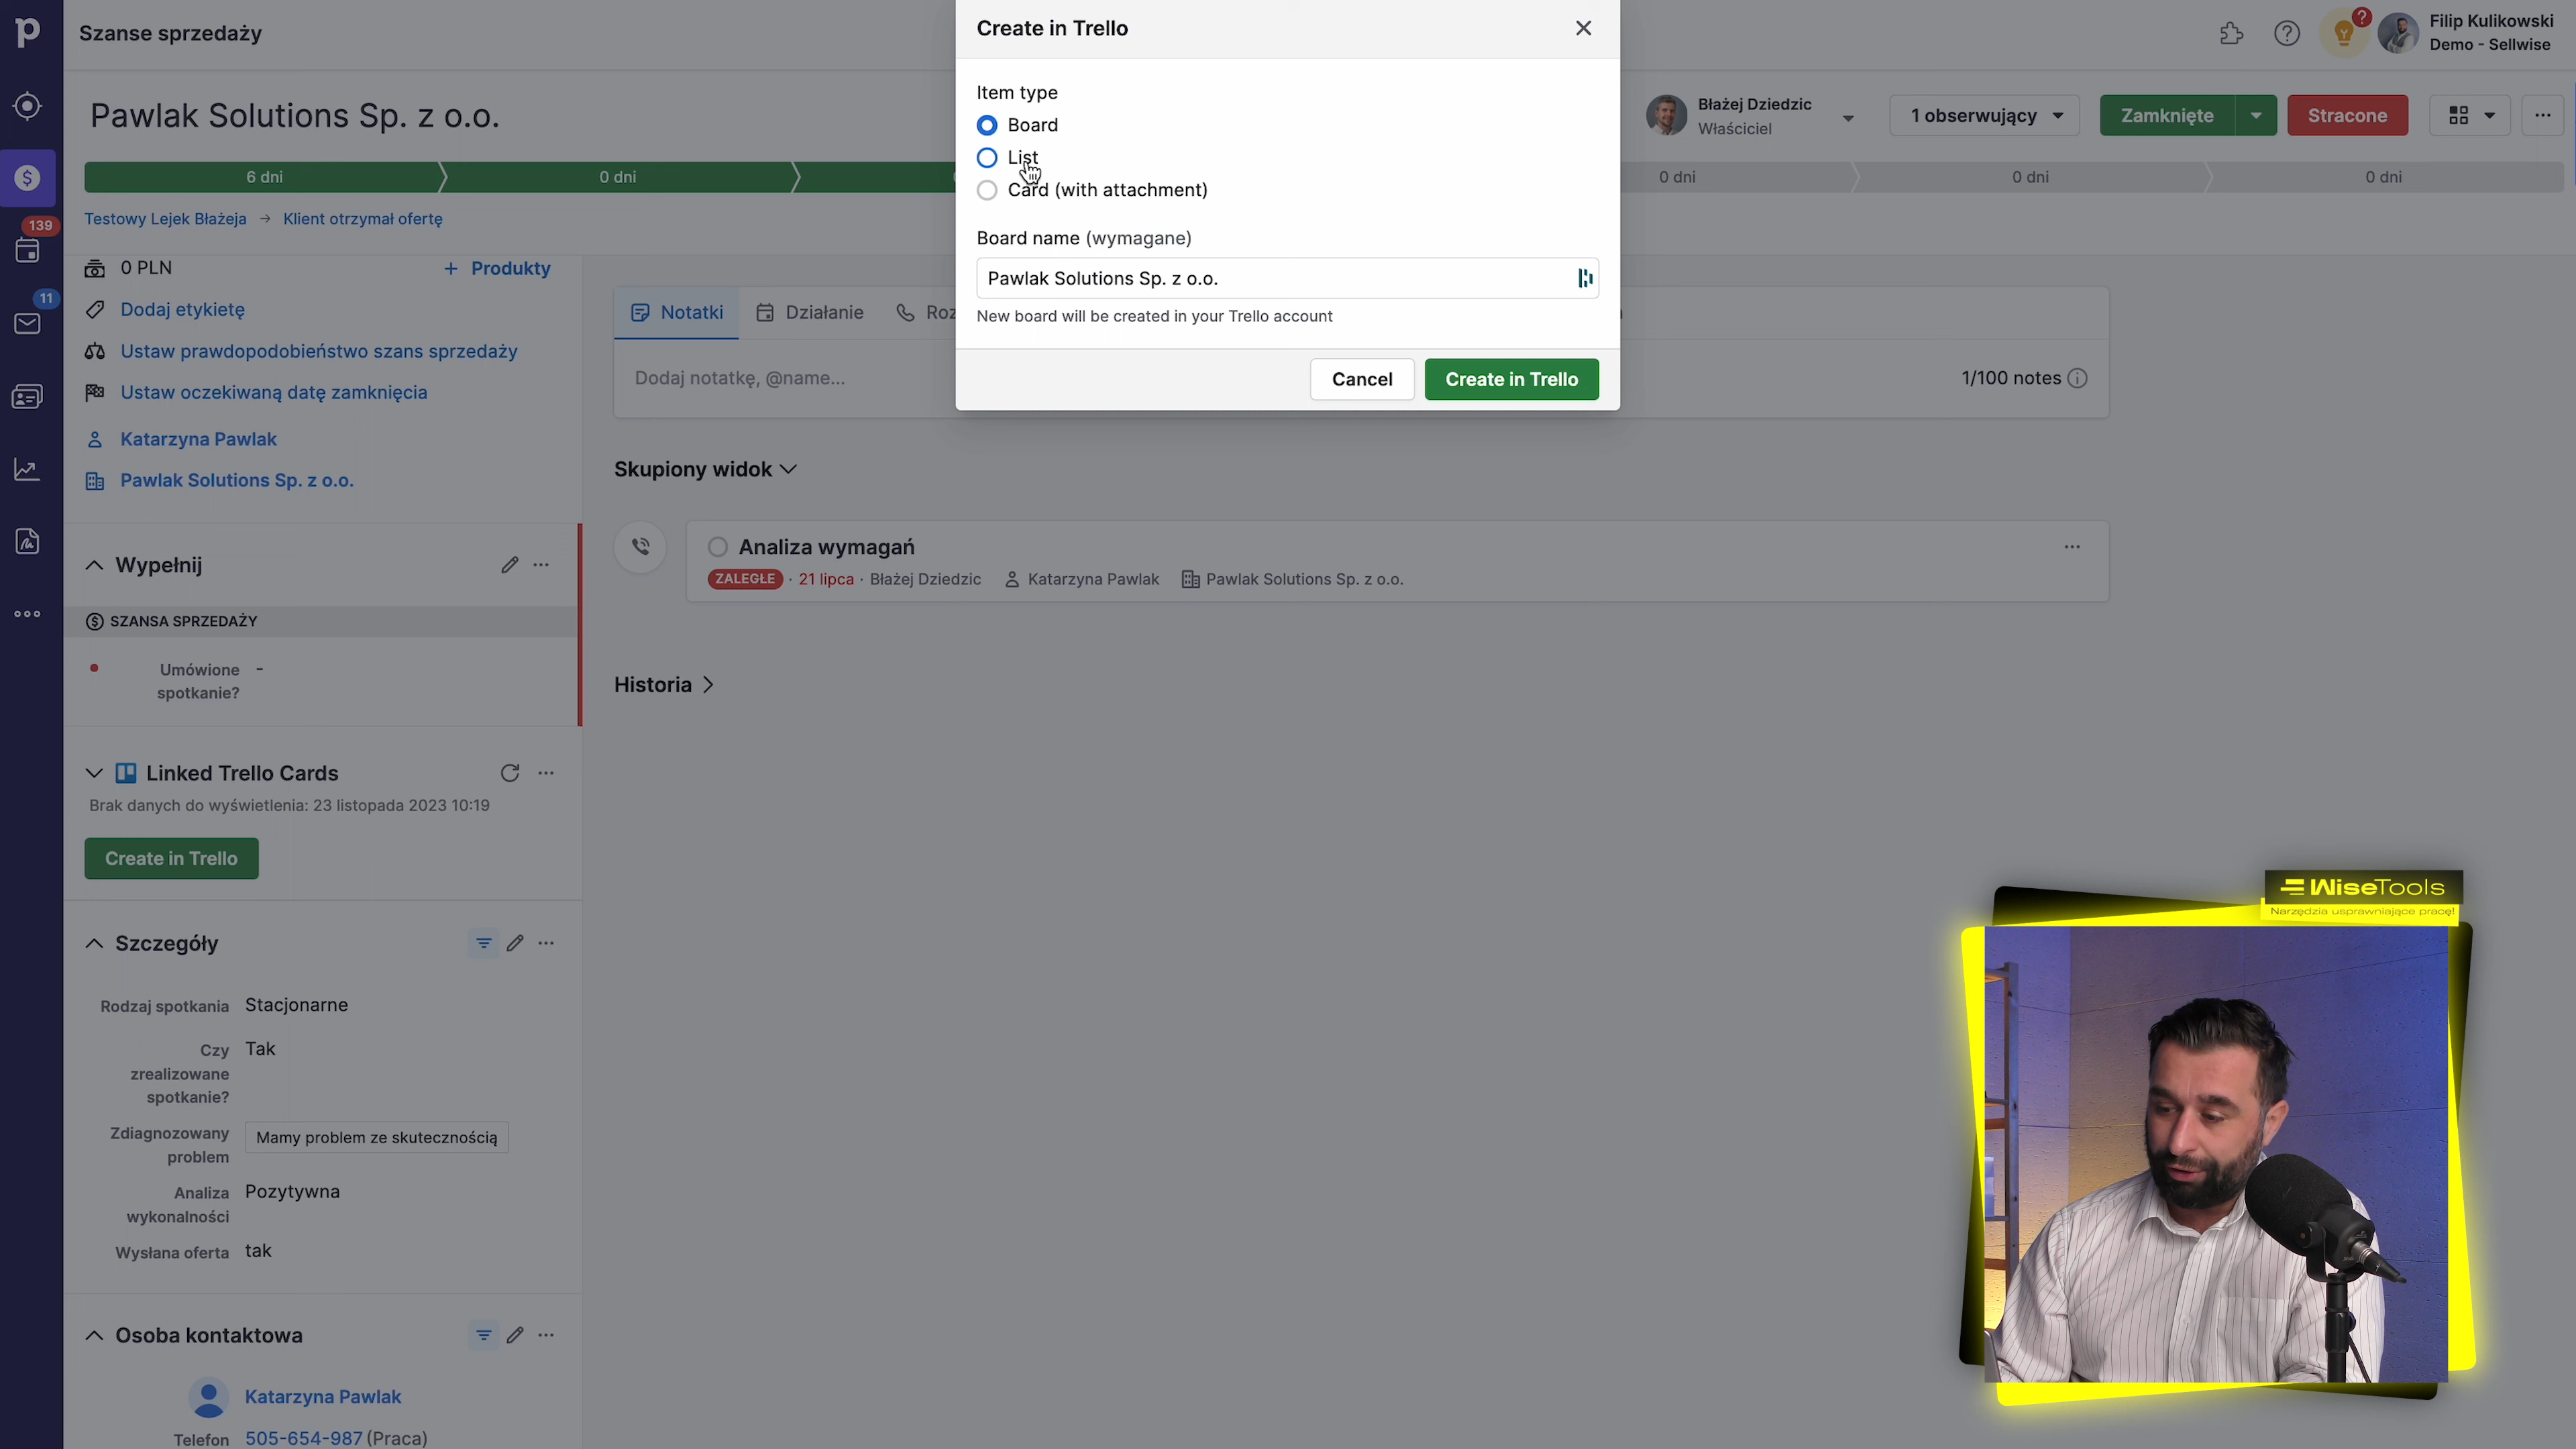 Szanse sprzedaży
Create in Trello
Filip Kulikowski
Demo - Sellwise
Pawlak Solutions Sp. z o.o.
Item type
Board
List
Card (with attachment)
Błażej Dziedzic
Właściciel
1 obserwujący
Zamknięte
Stracone
6 dni
0 dni
0 dni
0 dni
0 dni
Testowy Lejek Błażeja → Klient otrzymał ofertę
139
11
Board name (wymagane)
Pawlak Solutions Sp. z o.o.
New board will be created in your Trello account
Cancel
Create in Trello
0 PLN
+ Produkty
Dodaj etykietę
Ustaw prawdopodobieństwo szans sprzedaży
Ustaw oczekiwaną datę zamknięcia
Katarzyna Pawlak
Pawlak Solutions Sp. z o.o.
Notatki
Działanie
Roz
Dodaj notatkę, @name...
1/100 notes
Skupiony widok
Analiza wymagań
ZALEGŁE · 21 lipca · Błażej Dziedzic Katarzyna Pawlak Pawlak Solutions Sp. z o.o.
Historia
Wypełnij
SZANSA SPRZEDAŻY
Umówione -
spotkanie?
Linked Trello Cards
Brak danych do wyświetlenia: 23 listopada 2023 10:19
Create in Trello
Szczegóły
Rodzaj spotkania Stacjonarne
Czy Tak
zrealizowane
spotkanie?
Zdiagnozowany Mamy problem ze skutecznością
problem
Analiza Pozytywna
wykonalności
Wysłana oferta tak
Osoba kontaktowa
Katarzyna Pawlak
Telefon 505-654-987 (Praca)
WiseTools
Narzędzia usprawniające pracę!